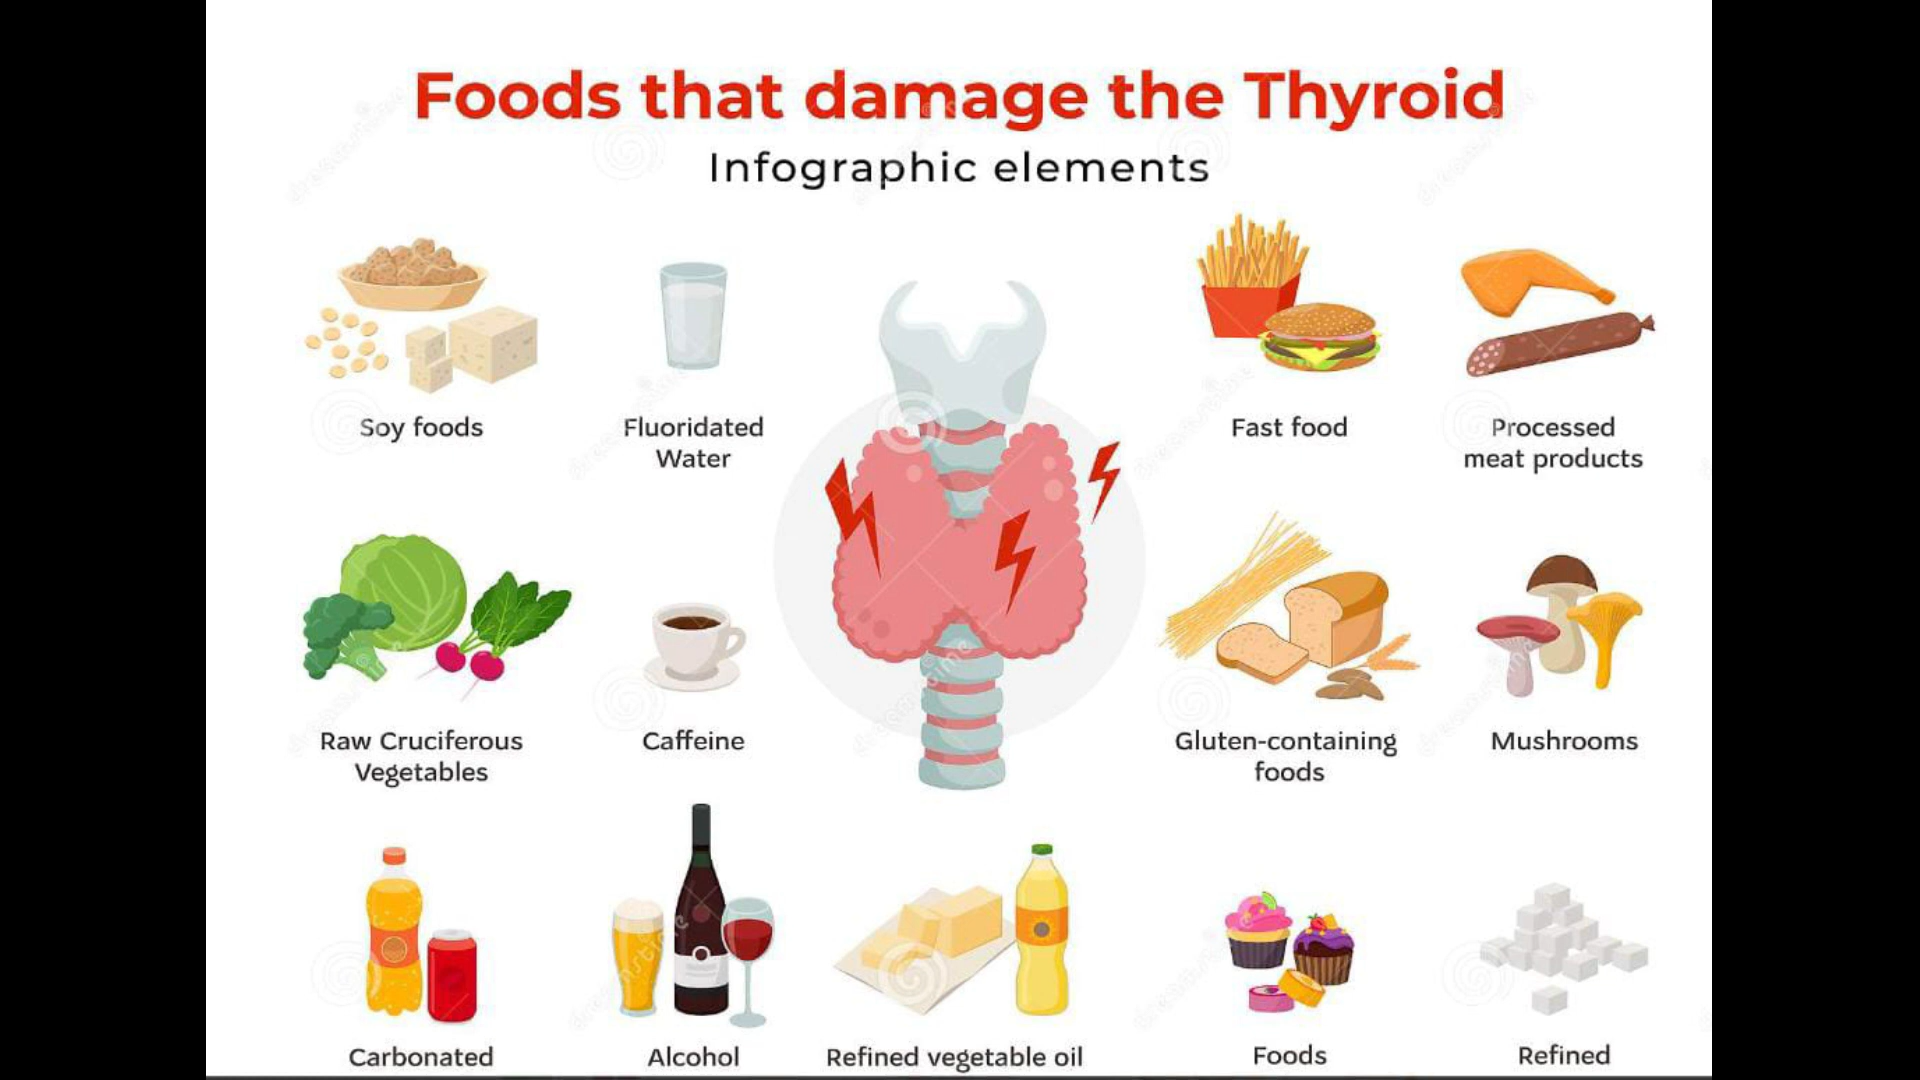 Foods that damage the Thyroid
Infographic elements
Soy foods
Fluoridated
Water
Fast food
Processed
meat products
Raw Cruciferous
Vegetables
Caffeine
Gluten-containing
foods
Mushrooms
Carbonated
Alcohol
Refined vegetable oil
Foods
Refined